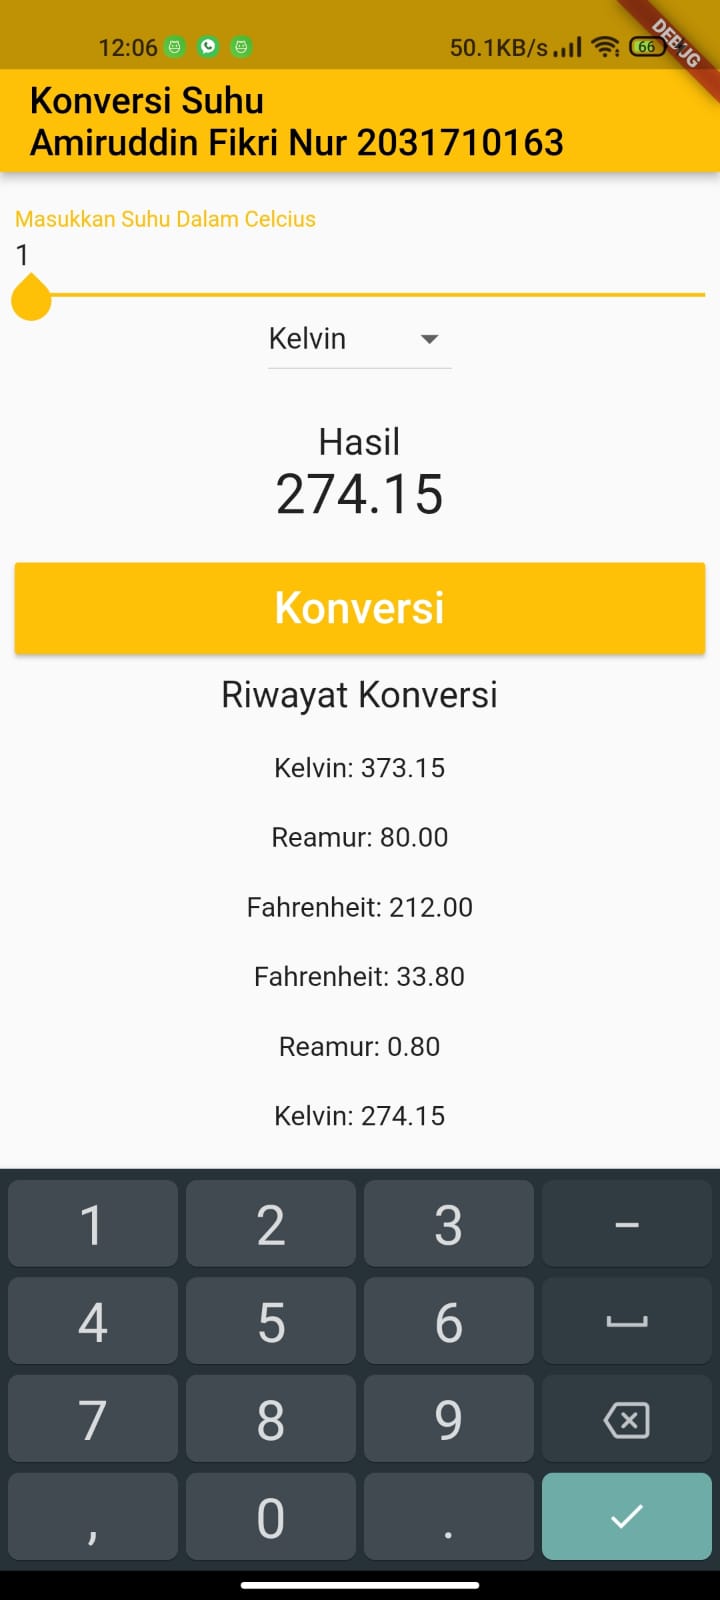 12:06 50.1KB/s 66
DEBUG
Konversi Suhu
Amiruddin Fikri Nur 2031710163
Masukkan Suhu Dalam Celcius
1
Kelvin
Hasil
274.15
Konversi
Riwayat Konversi
Kelvin: 373.15
Reamur: 80.00
Fahrenheit: 212.00
Fahrenheit: 33.80
Reamur: 0.80
Kelvin: 274.15
1 2 3 –
4 5 6
7 8 9
, 0 .